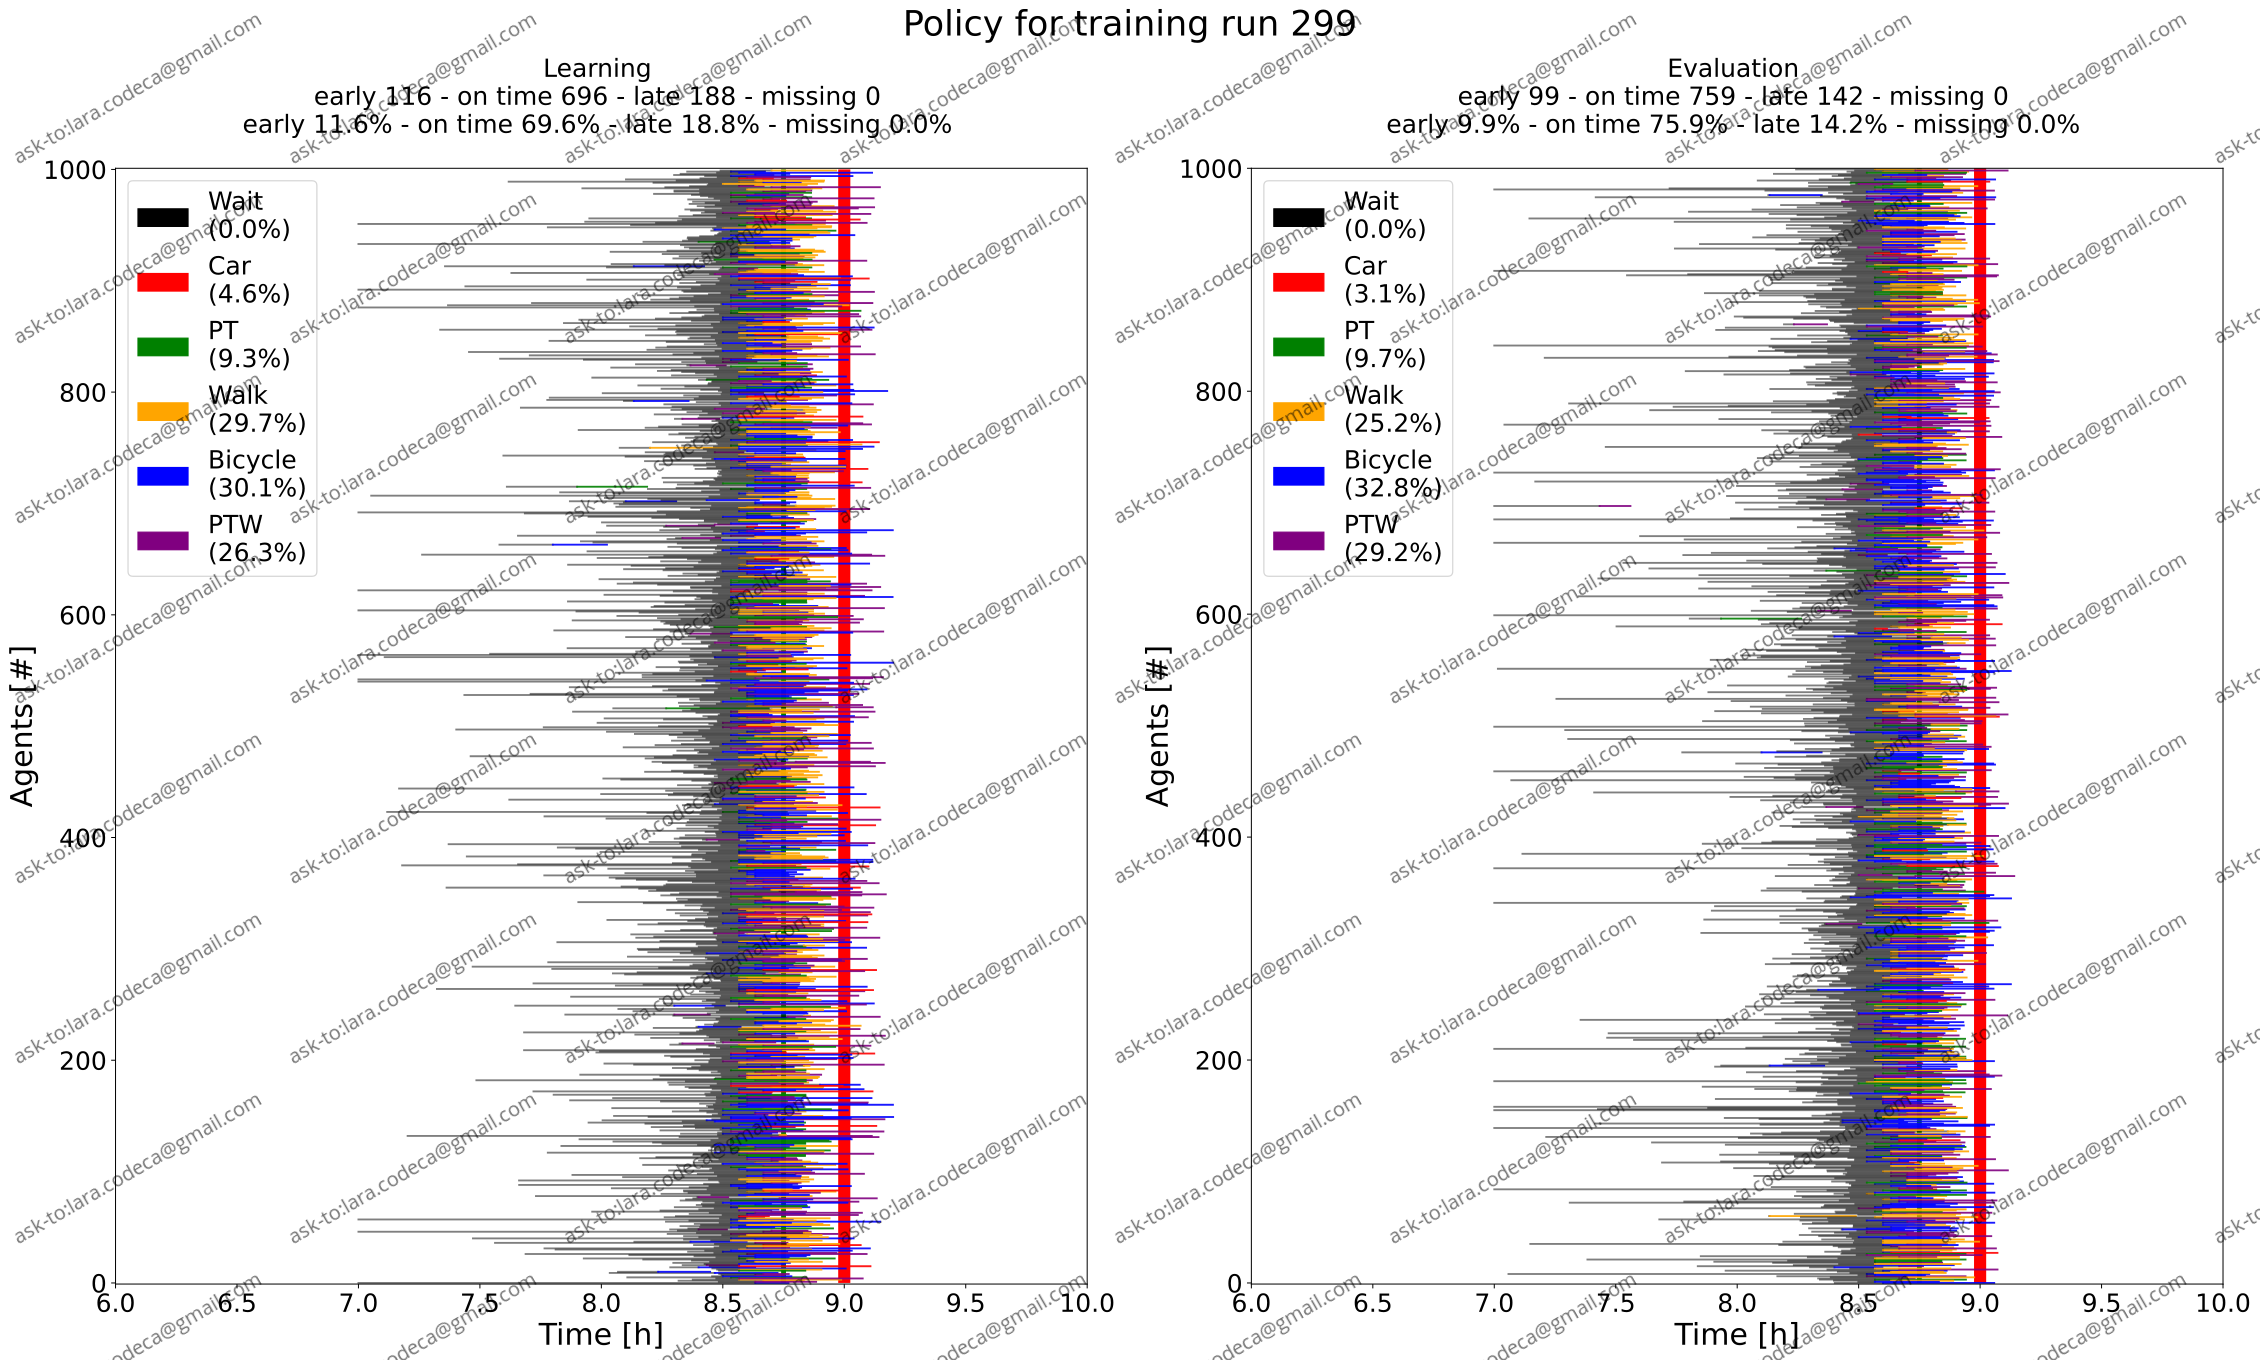 Policy for training run 299
Learning
early 116 - on time 696 - late 188 - missing 0
early 11.6% - on time 69.6% - late 18.8% - missing 0.0%
1000
800
600
400
200
0
Agents [#]
Wait
(0.0%)
Car
(4.6%)
PT
(9.3%)
Walk
(29.7%)
Bicycle
(30.1%)
PTW
(26.3%)
6.0 6.5 7.0 7.5 8.0 8.5 9.0 9.5 10.0
Time [h]
Evaluation
early 99 - on time 759 - late 142 - missing 0
early 9.9% - on time 75.9% - late 14.2% - missing 0.0%
1000
800
600
400
200
0
Agents [#]
Wait
(0.0%)
Car
(3.1%)
PT
(9.7%)
Walk
(25.2%)
Bicycle
(32.8%)
PTW
(29.2%)
6.0 6.5 7.0 7.5 8.0 8.5 9.0 9.5 10.0
Time [h]
ask-to:lara.codeca@gmail.com